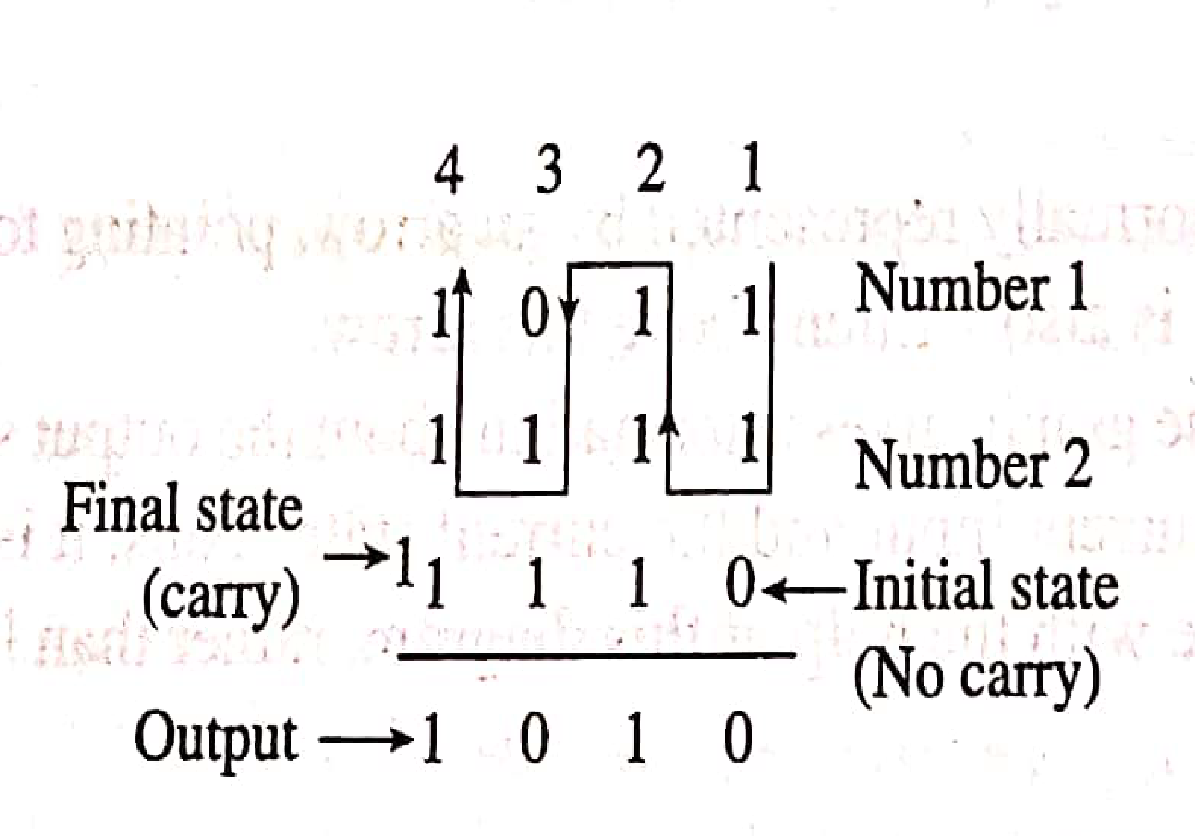 4 3 2 1
1 0 1 1 Number 1
1 1 1 1 Number 2
Final state
(carry) → 1 1 1 1 0 ← Initial state
(No carry)
Output → 1 0 1 0